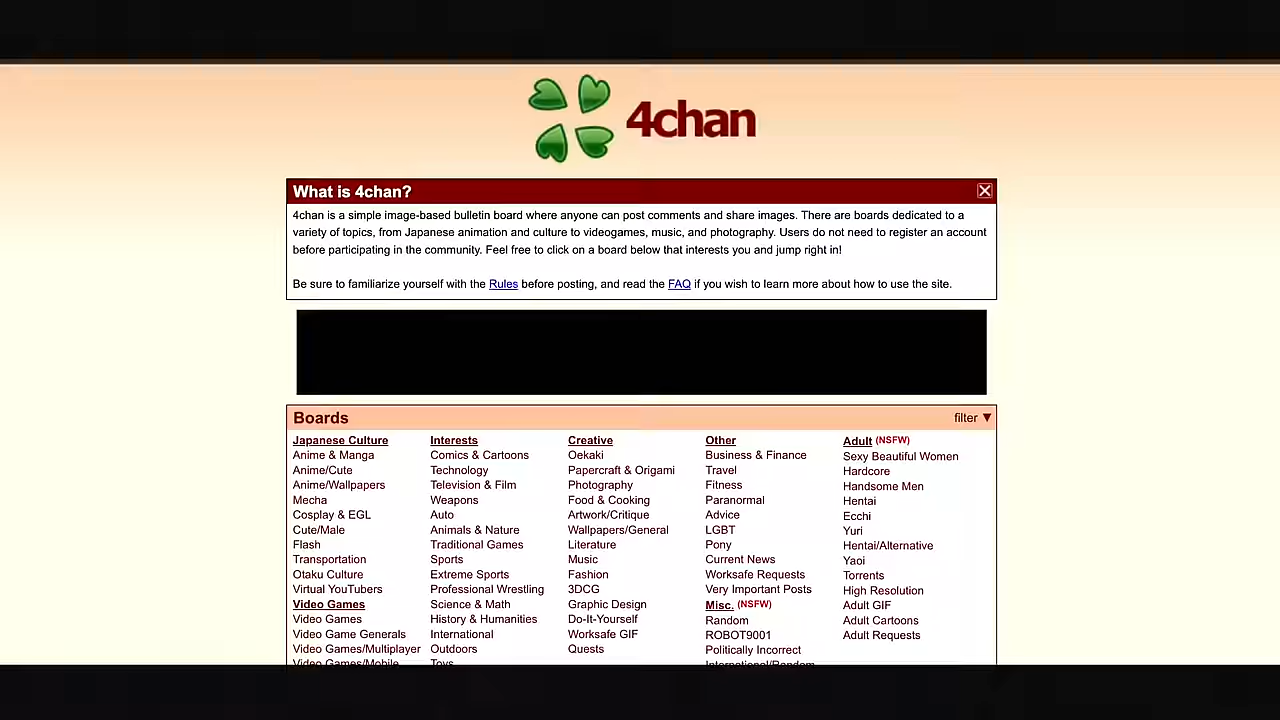 4chan
What is 4chan?
4chan is a simple image-based bulletin board where anyone can post comments and share images. There are boards dedicated to a
variety of topics, from Japanese animation and culture to videogames, music, and photography. Users do not need to register an account
before participating in the community. Feel free to click on a board below that interests you and jump right in!
Be sure to familiarize yourself with the Rules before posting, and read the FAQ if you wish to learn more about how to use the site.
Boards
filter ▼
Japanese Culture
Anime & Manga
Anime/Cute
Anime/Wallpapers
Mecha
Cosplay & EGL
Cute/Male
Flash
Transportation
Otaku Culture
Virtual YouTubers
Video Games
Video Games
Video Game Generals
Video Games/Multiplayer
Video Games/Mobile
Interests
Comics & Cartoons
Technology
Television & Film
Weapons
Auto
Animals & Nature
Traditional Games
Sports
Extreme Sports
Professional Wrestling
Science & Math
History & Humanities
International
Outdoors
Toys
Creative
Oekaki
Papercraft & Origami
Photography
Food & Cooking
Artwork/Critique
Wallpapers/General
Literature
Music
Fashion
3DCG
Graphic Design
Do-It-Yourself
Worksafe GIF
Quests
Other
Business & Finance
Travel
Fitness
Paranormal
Advice
LGBT
Pony
Current News
Worksafe Requests
Very Important Posts
Misc. (NSFW)
Random
ROBOT9001
Politically Incorrect
International/Random
Adult (NSFW)
Sexy Beautiful Women
Hardcore
Handsome Men
Hentai
Ecchi
Yuri
Hentai/Alternative
Yaoi
Torrents
High Resolution
Adult GIF
Adult Cartoons
Adult Requests